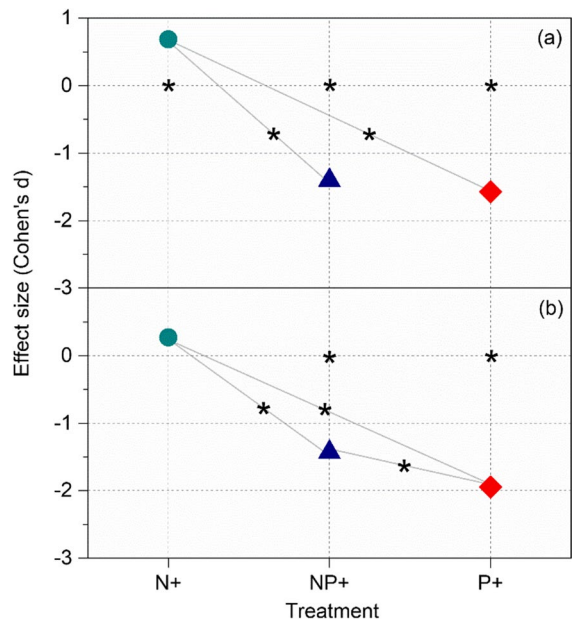 1
(a)
0
* * *
* *
-1
-2
-3
Effect size (Cohen's d)
(b)
0
* *
-1
* *
*
-2
-3
N+ NP+ P+
Treatment